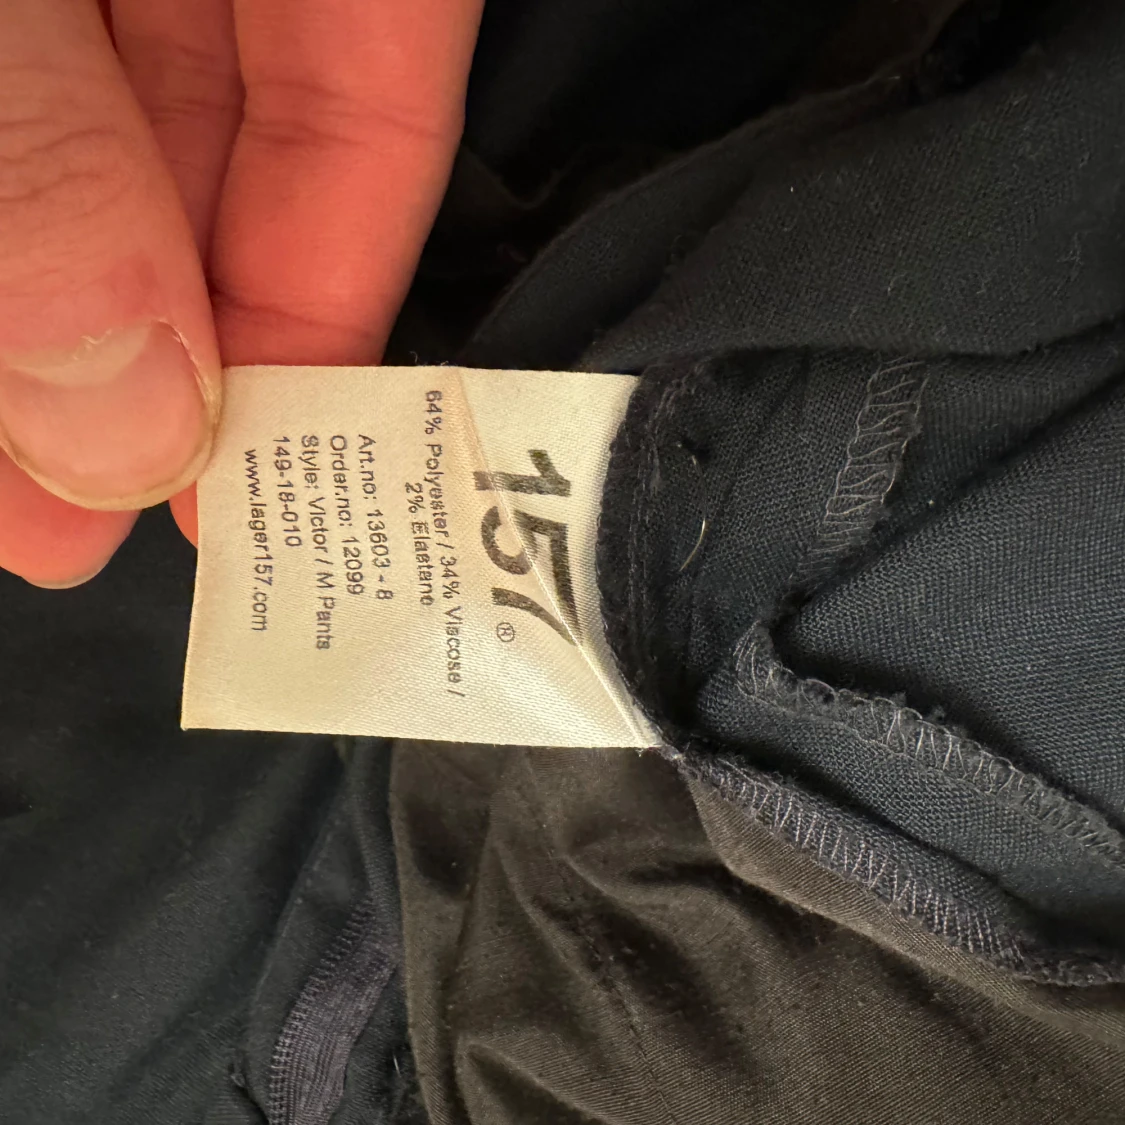 157®
64% Polyester / 34% Viscose /
2% Elastane
Art.no: 13603 - 8
Order.no: 12099
Style: Victor / M Pants
149-18-010
www.lager157.com